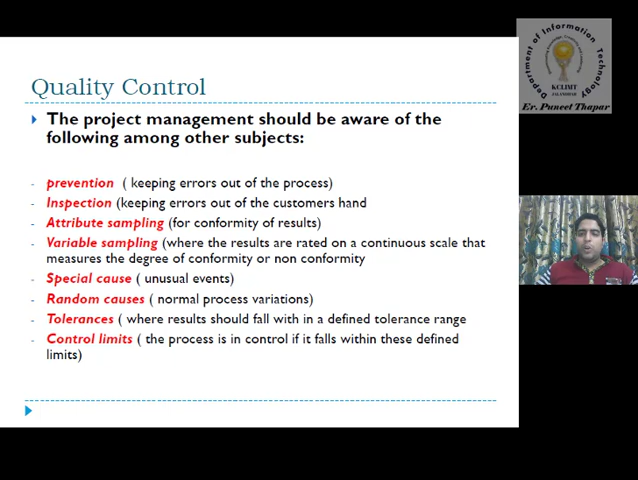 Quality Control
The project management should be aware of the
following among other subjects:
- prevention ( keeping errors out of the process)
- Inspection (keeping errors out of the customers hand
- Attribute sampling (for conformity of results)
- Variable sampling (where the results are rated on a continuous scale that
measures the degree of conformity or non conformity
- Special cause ( unusual events)
- Random causes ( normal process variations)
- Tolerances ( where results should fall with in a defined tolerance range
- Control limits ( the process is in control if it falls within these defined
limits)
Department of Information Technology
KCLIMT
JALANDHAR
Er. Puneet Thapar